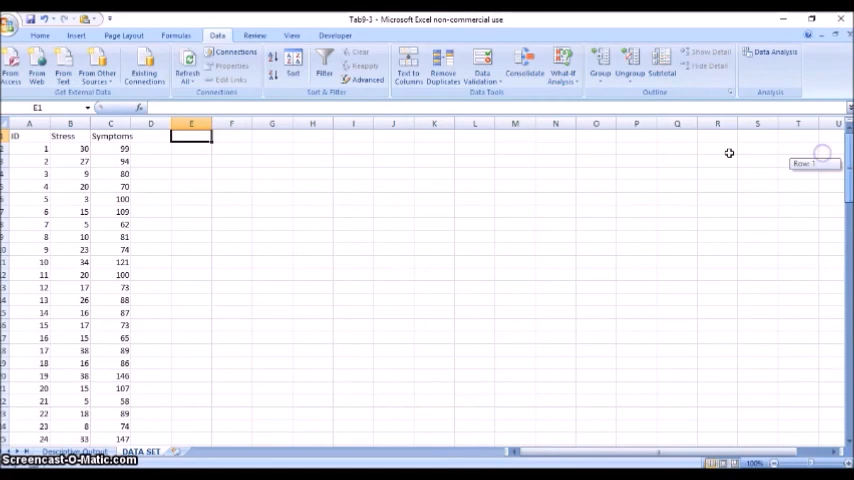 Tab9-3 - Microsoft Excel non-commercial use
Home Insert Page Layout Formulas Data Review View Developer
From Access
From Web
From Text
From Other Sources
Existing Connections
Get External Data
Refresh All
Connections
Properties
Edit Links
Connections
Sort
Filter
Clear
Reapply
Advanced
Sort & Filter
Text to Columns
Remove Duplicates
Data Validation
Consolidate
What-If Analysis
Data Tools
Group
Ungroup
Subtotal
Show Detail
Hide Detail
Outline
Data Analysis
Analysis
E1 fx
A B C D E F G H I J K L M N O P Q R S T U
ID Stress Symptoms
1 30 99
2 27 94
3 9 80
4 20 70
5 3 100
6 15 109
7 5 62
8 10 81
9 23 74
10 34 121
11 20 100
12 17 73
13 26 88
14 16 87
15 17 73
16 15 65
17 38 89
18 16 86
19 38 146
20 15 107
21 5 58
22 18 89
23 8 74
24 33 147
Row: 1
Descriptive Output DATA SET
Screencast-O-Matic.com
100%